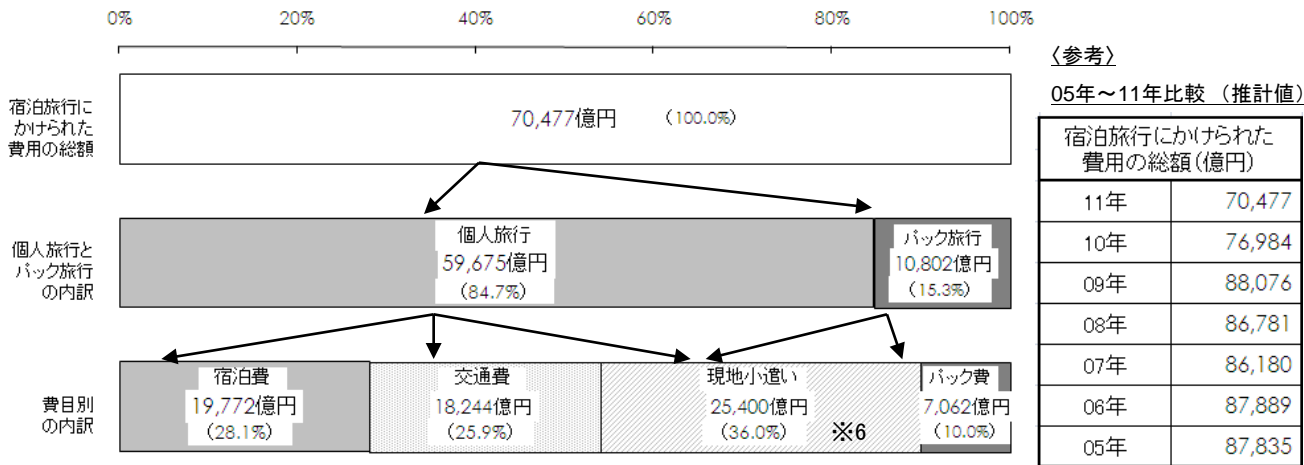 0%
20%
40%
60%
80%
100%
宿泊旅行に
かけられた
費用の総額
70,477億円 （100.0%）
個人旅行と
パック旅行
の内訳
個人旅行
59,675億円
（84.7%）
パック旅行
10,802億円
（15.3%）
費目別
の内訳
宿泊費
19,772億円
（28.1%）
交通費
18,244億円
（25.9%）
現地小遣い
25,400億円
（36.0%）
※6
パック費
7,062億円
（10.0%）
〈参考〉
05年～11年比較 （推計値）
宿泊旅行にかけられた
費用の総額(億円)
11年 70,477
10年 76,984
09年 88,076
08年 86,781
07年 86,180
06年 87,889
05年 87,835